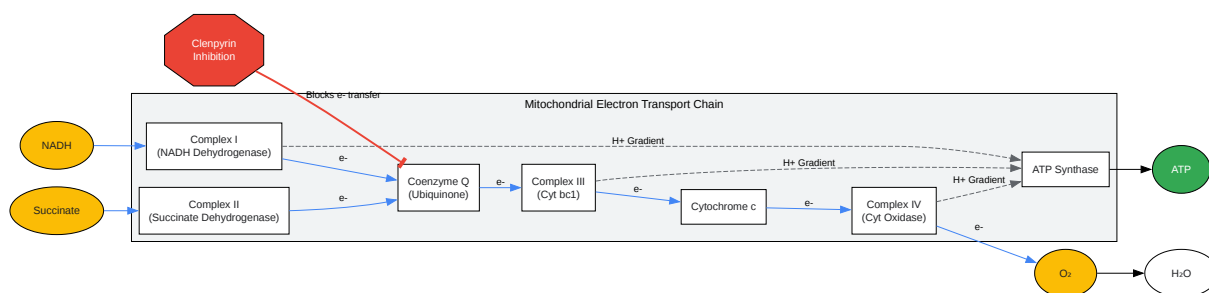 Clenpyrin
Inhibition
Blocks e- transfer
Mitochondrial Electron Transport Chain
NADH
Complex I
(NADH Dehydrogenase)
H+ Gradient
e-
Coenzyme Q
(Ubiquinone)
e-
Complex III
(Cyt bc1)
H+ Gradient
ATP Synthase
ATP
Succinate
Complex II
(Succinate Dehydrogenase)
e-
e-
Cytochrome c
e-
Complex IV
(Cyt Oxidase)
H+ Gradient
e-
O₂
H₂O